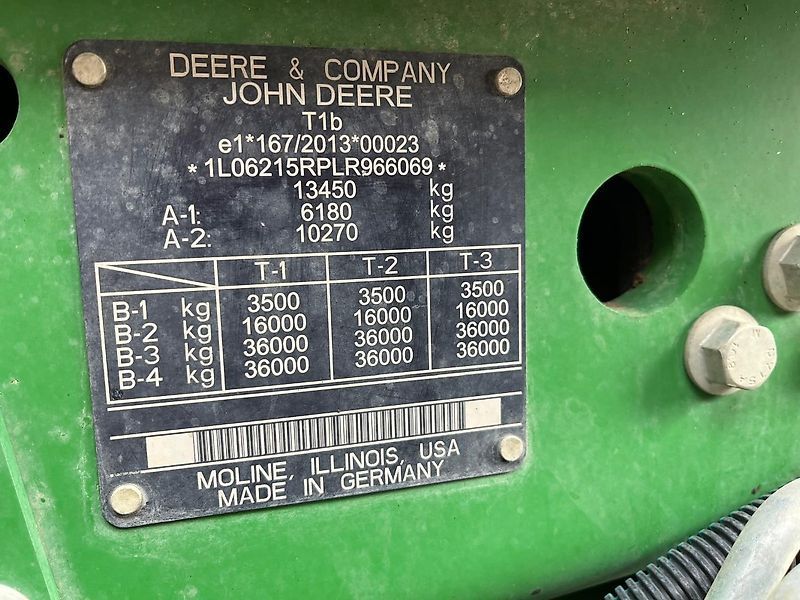 DEERE & COMPANY
JOHN DEERE
T1b
e1*167/2013*00023
*1L06215RPLR966069*
13450 kg
A-1: 6180 kg
A-2: 10270 kg
T-1 T-2 T-3
B-1 kg 3500 3500 3500
B-2 kg 16000 16000 16000
B-3 kg 36000 36000 36000
B-4 kg 36000 36000 36000
MOLINE, ILLINOIS, USA
MADE IN GERMANY